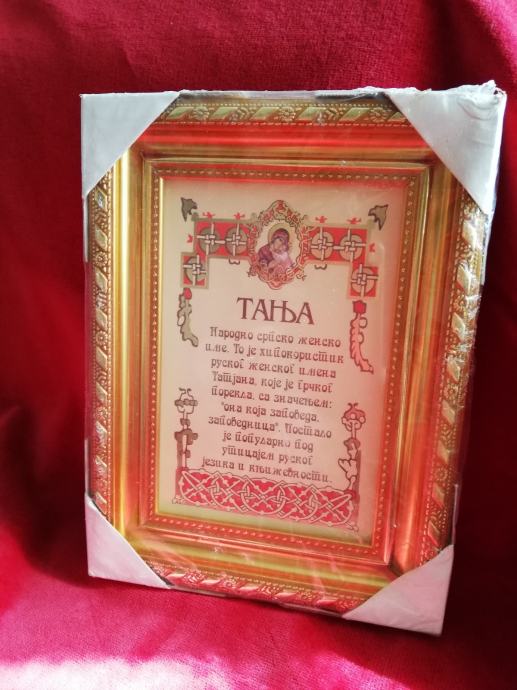 ТАЊА
Народно српско женско
име. То је хипокористик
руског женског имена
Татјана, које је грчког
порекла, са значењем:
"она која заповеда,
заповедница". Постало
је популарно под
утицајем руског
језика и књижевности.